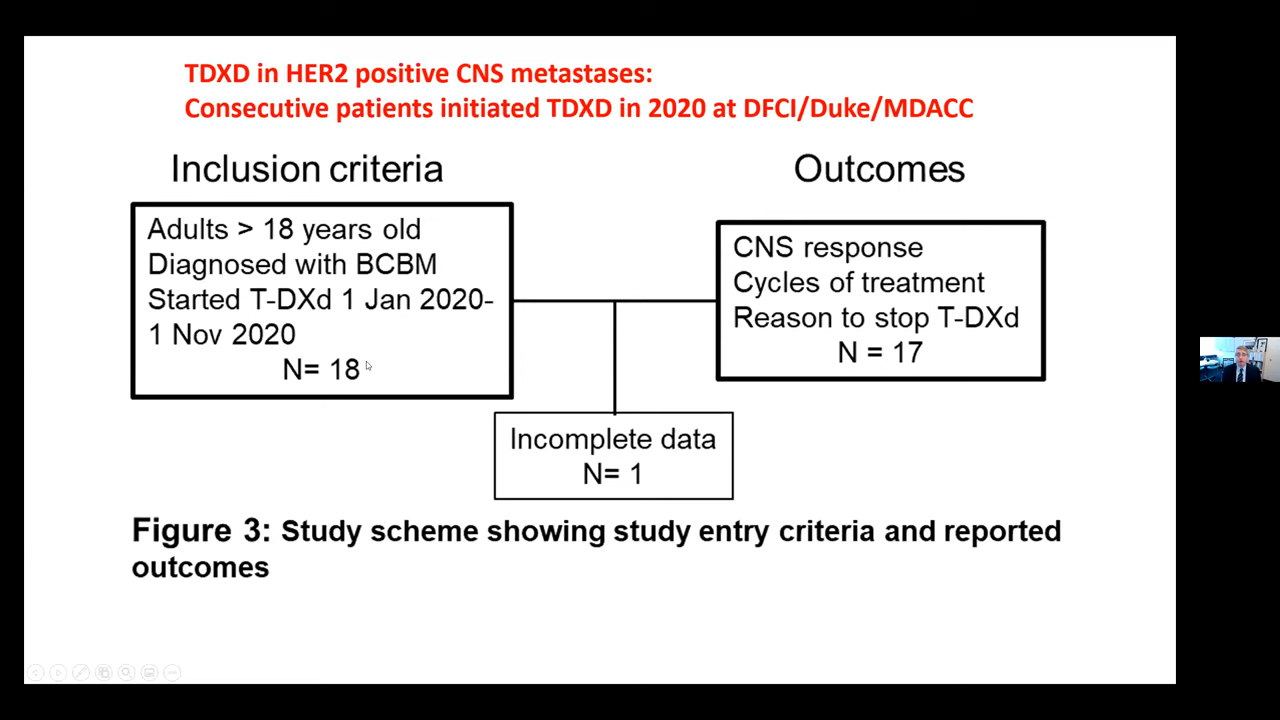 TDXD in HER2 positive CNS metastases:
Consecutive patients initiated TDXD in 2020 at DFCI/Duke/MDACC
Inclusion criteria
Adults > 18 years old
Diagnosed with BCBM
Started T-DXd 1 Jan 2020-
1 Nov 2020
N= 18
Outcomes
CNS response
Cycles of treatment
Reason to stop T-DXd
N = 17
Incomplete data
N= 1
Figure 3: Study scheme showing study entry criteria and reported
outcomes